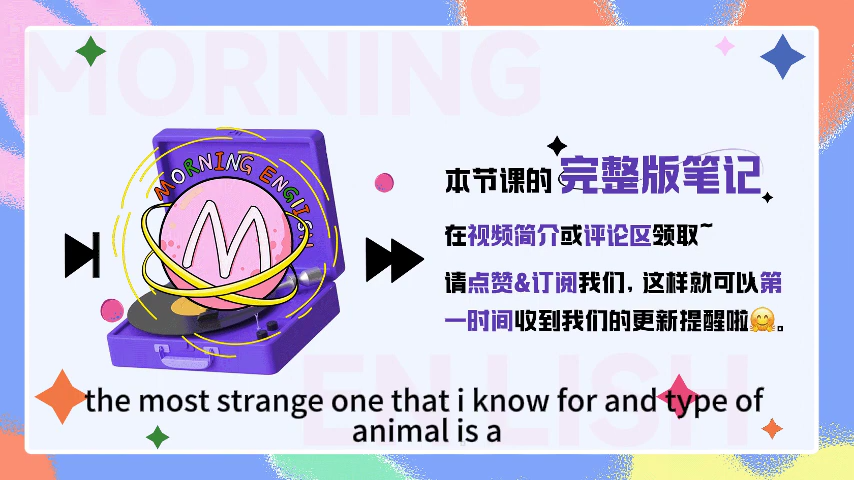 MORNING
MORNING ENGLISH
M
本节课的 完整版笔记
在视频简介或评论区领取~
请点赞&订阅我们，这样就可以第
一时间收到我们的更新提醒啦🤗。
EN LISH
the most strange one that i know for and type of
animal is a